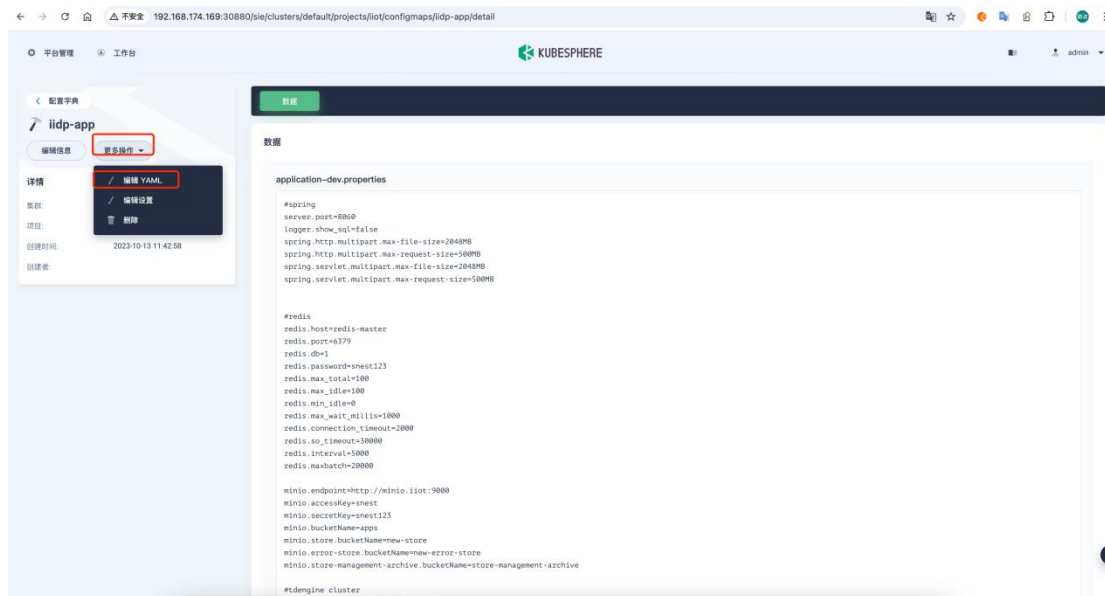 不安全 192.168.174.169:30880/sie/clusters/default/projects/iiot/configmaps/iidp-app/detail
平台管理
工作台
KUBESPHERE
admin
配置字典
iidp-app
编辑信息
更多操作
编辑 YAML
编辑设置
删除
详情
集群:
项目:
创建时间:
2023-10-13 11:42:58
创建者:
数据
数据
application-dev.properties
#spring
server.port=8060
logger.show_sql=false
spring.http.multipart.max-file-size=2048MB
spring.http.multipart.max-request-size=500MB
spring.servlet.multipart.max-file-size=2048MB
spring.servlet.multipart.max-request-size=500MB
#redis
redis.host=redis-master
redis.port=6379
redis.db=1
redis.password=snest123
redis.max_total=100
redis.max_idle=100
redis.min_idle=0
redis.max_wait_millis=1000
redis.connection_timeout=2000
redis.so_timeout=30000
redis.interval=5000
redis.maxbatch=20000
minio.endpoint=http://minio.iiot:9000
minio.accessKey=snest
minio.secretKey=snest123
minio.bucketName=apps
minio.store.bucketName=new-store
minio.error-store.bucketName=new-error-store
minio.store-management-archive.bucketName=store-management-archive
#tdengine cluster